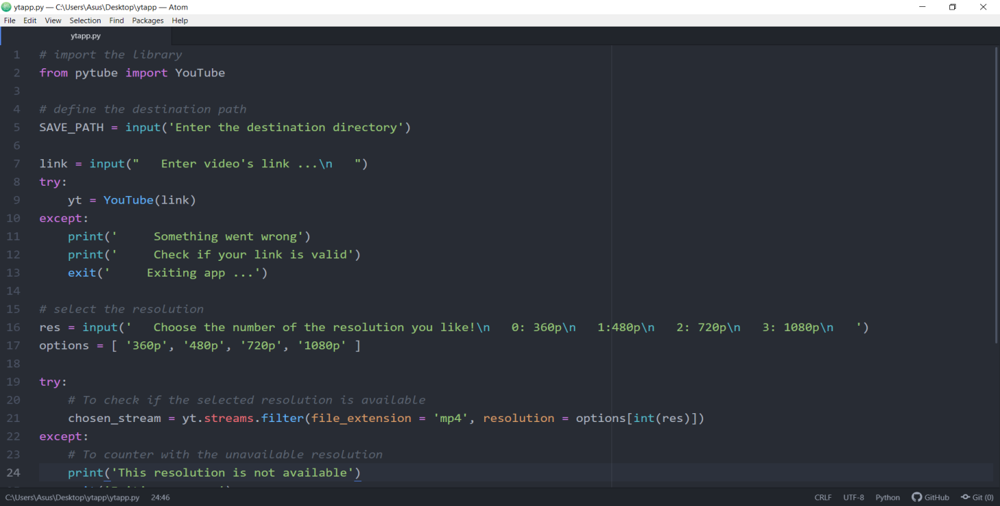 ytapp.py — C:\Users\Asus\Desktop\ytapp — Atom
File Edit View Selection Find Packages Help
ytapp.py
1 # import the library
2 from pytube import YouTube
3
4 # define the destination path
5 SAVE_PATH = input('Enter the destination directory')
6
7 link = input("   Enter video's link ...\n   ")
8 try:
9     yt = YouTube(link)
10 except:
11     print('     Something went wrong')
12     print('     Check if your link is valid')
13     exit('     Exiting app ...')
14
15 # select the resolution
16 res = input('   Choose the number of the resolution you like!\n   0: 360p\n   1:480p\n   2: 720p\n   3: 1080p\n   ')
17 options = [ '360p', '480p', '720p', '1080p' ]
18
19 try:
20     # To check if the selected resolution is available
21     chosen_stream = yt.streams.filter(file_extension = 'mp4', resolution = options[int(res)])
22 except:
23     # To counter with the unavailable resolution
24     print('This resolution is not available')
C:\Users\Asus\Desktop\ytapp\ytapp.py 24:46 CRLF UTF-8 Python GitHub Git (0)